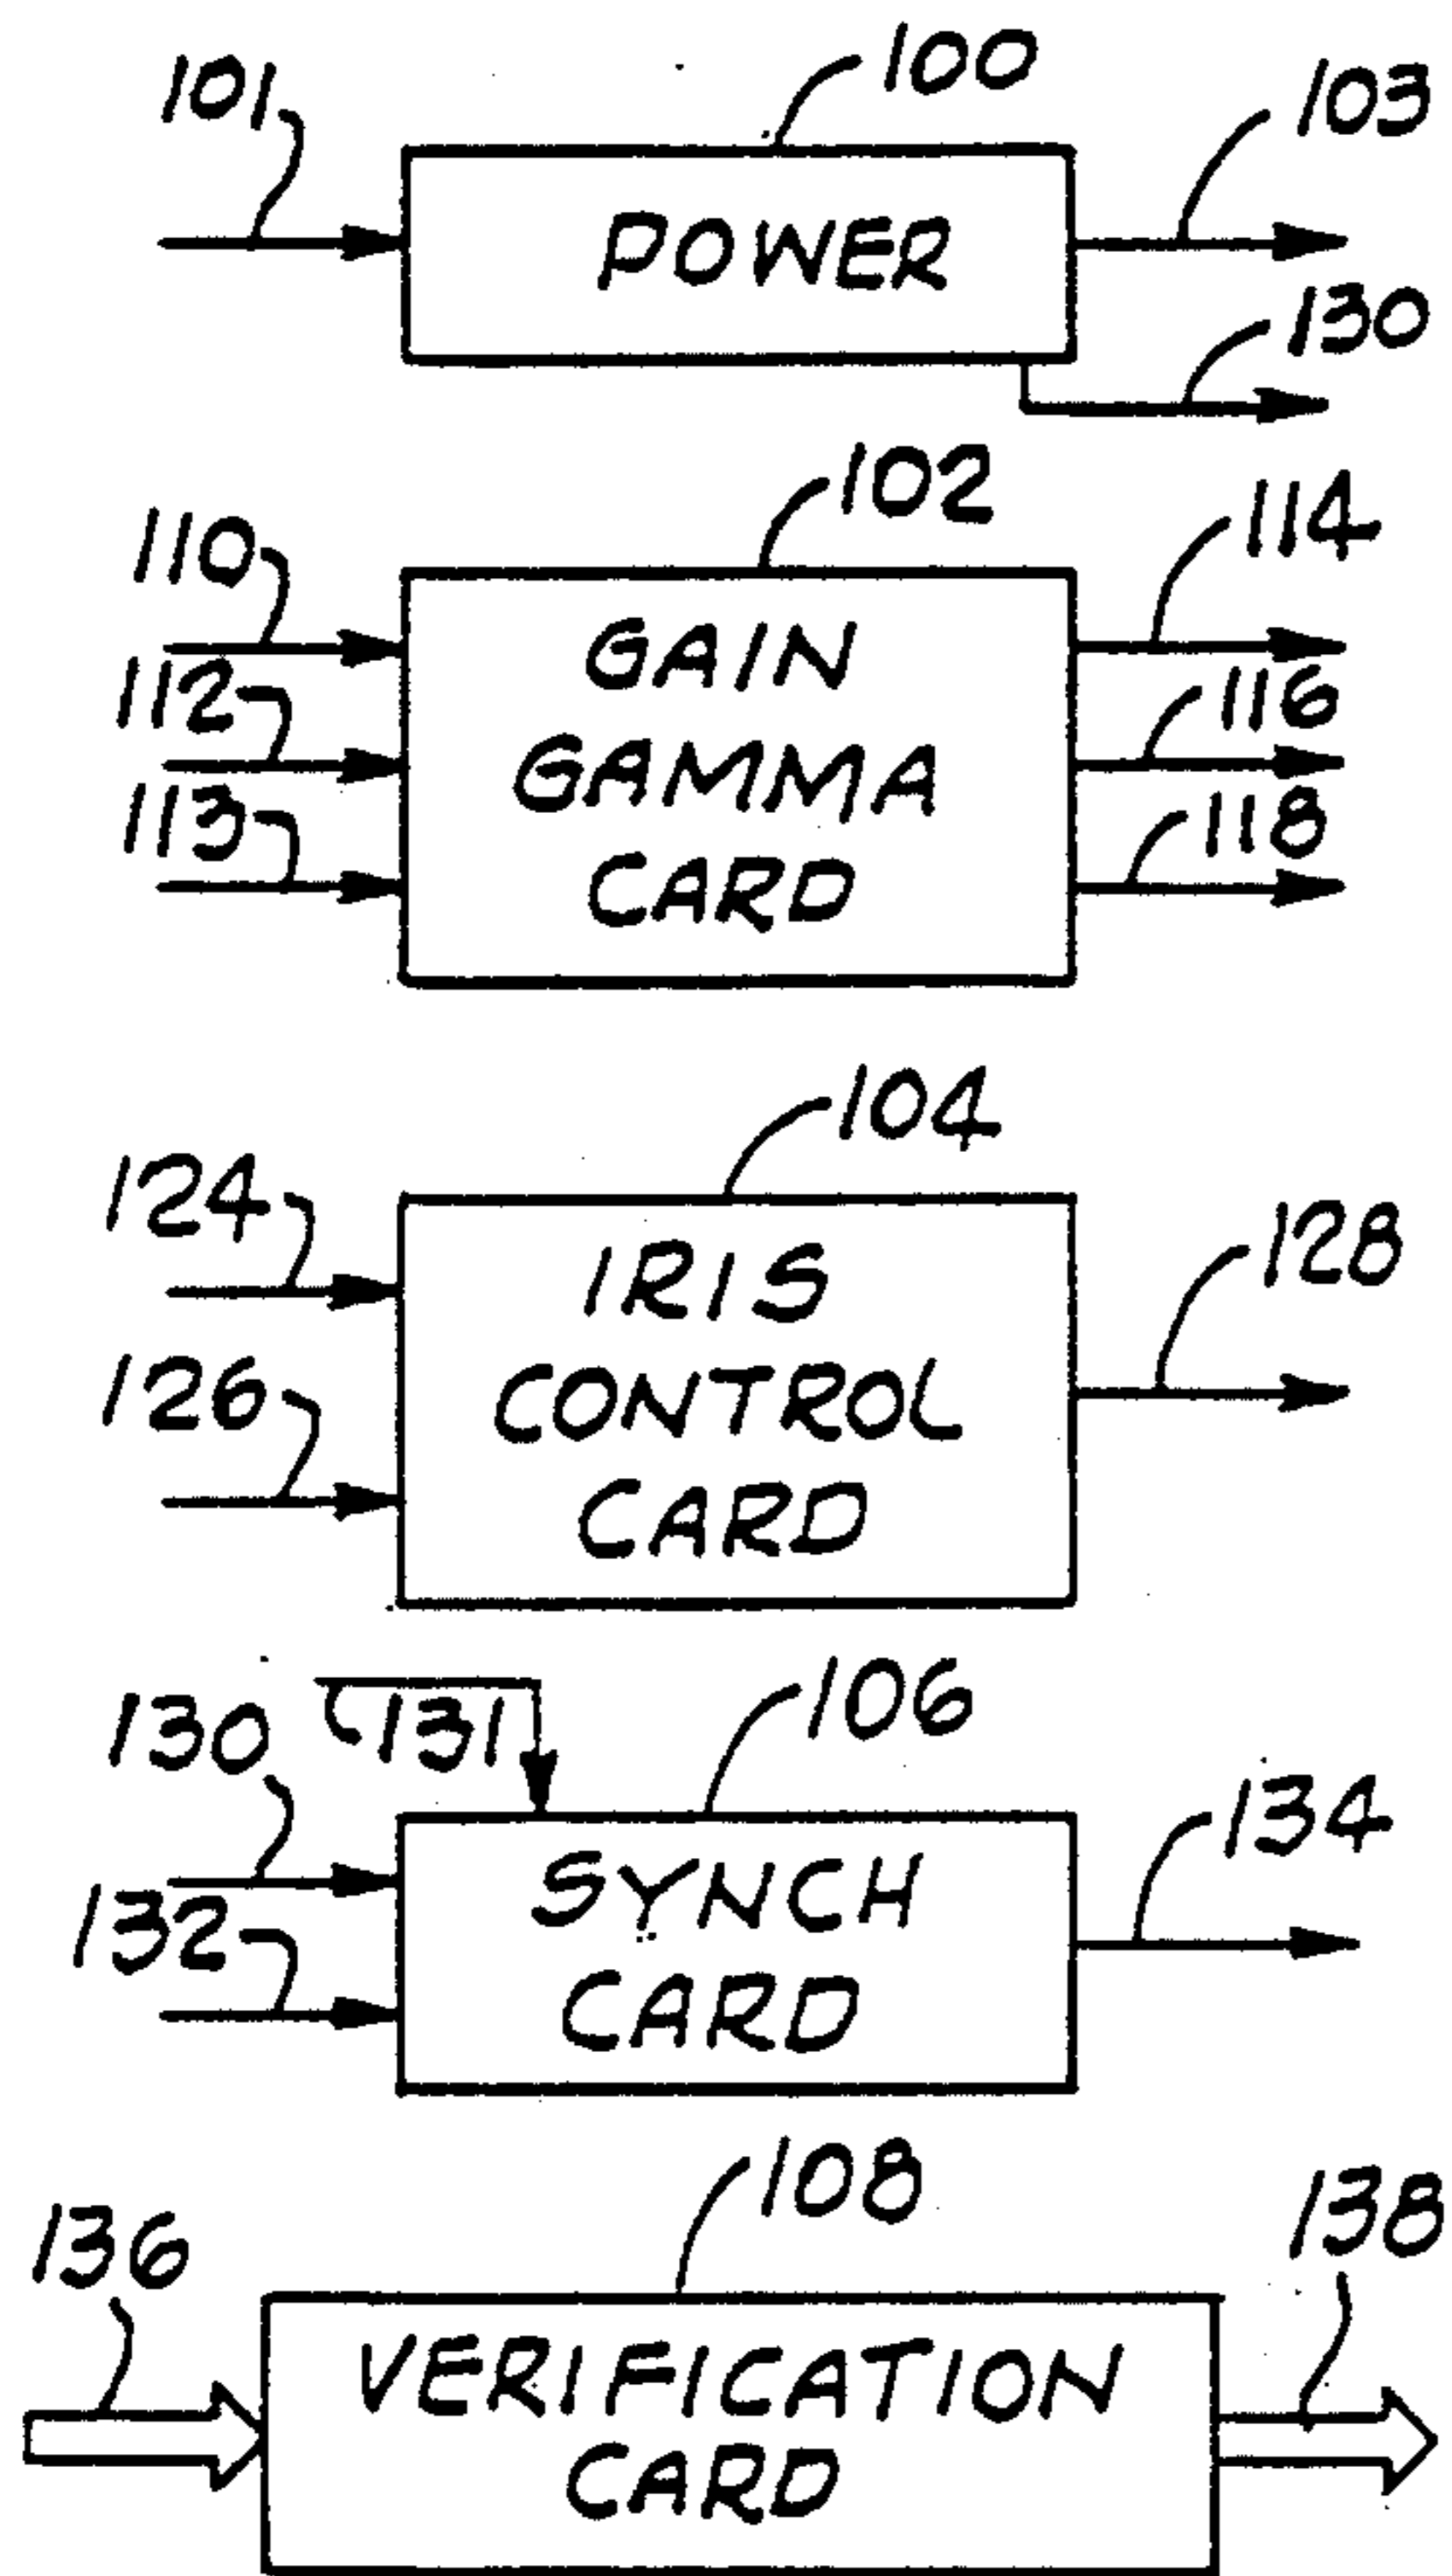 100
101
103
POWER
130
102
110
114
GAIN
112
116
GAMMA
113
118
CARD
104
124
128
IRIS
126
CONTROL
CARD
106
130
131
134
SYNCH
132
CARD
108
136
138
VERIFICATION
CARD